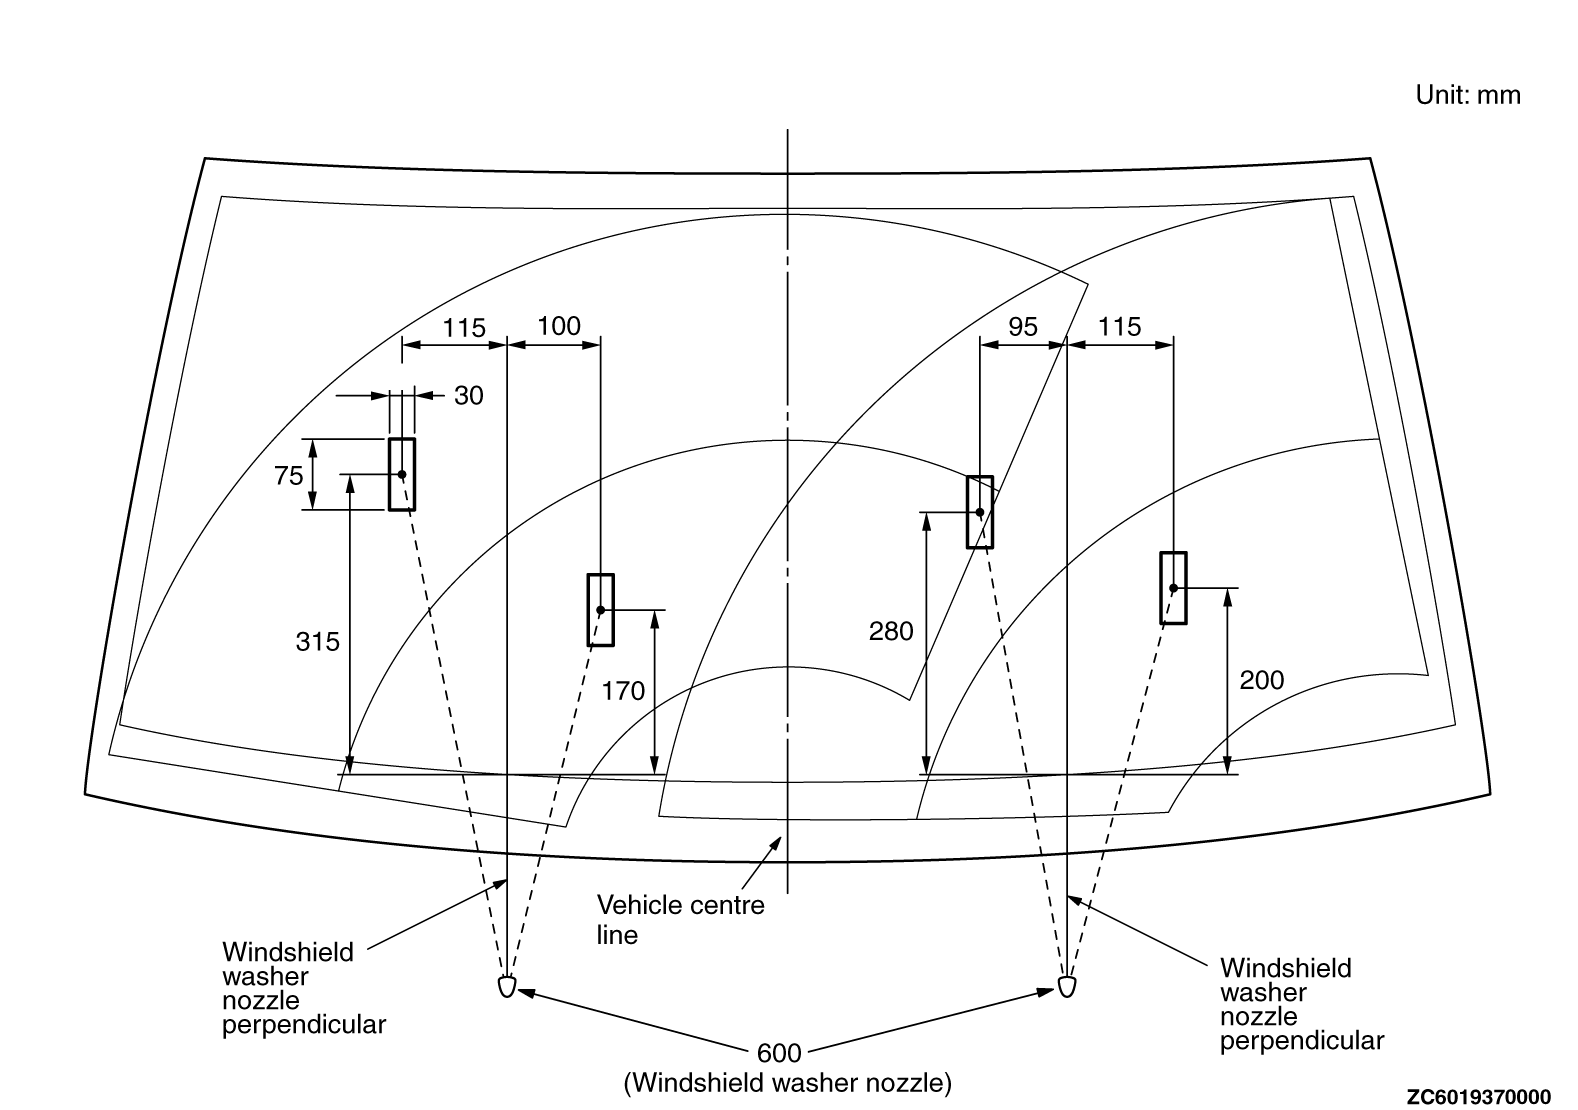 Unit: mm
115
100
95
115
30
75
315
280
170
200
Vehicle centre
line
Windshield
washer
nozzle
perpendicular
Windshield
washer
nozzle
perpendicular
600
(Windshield washer nozzle)
ZC6019370000